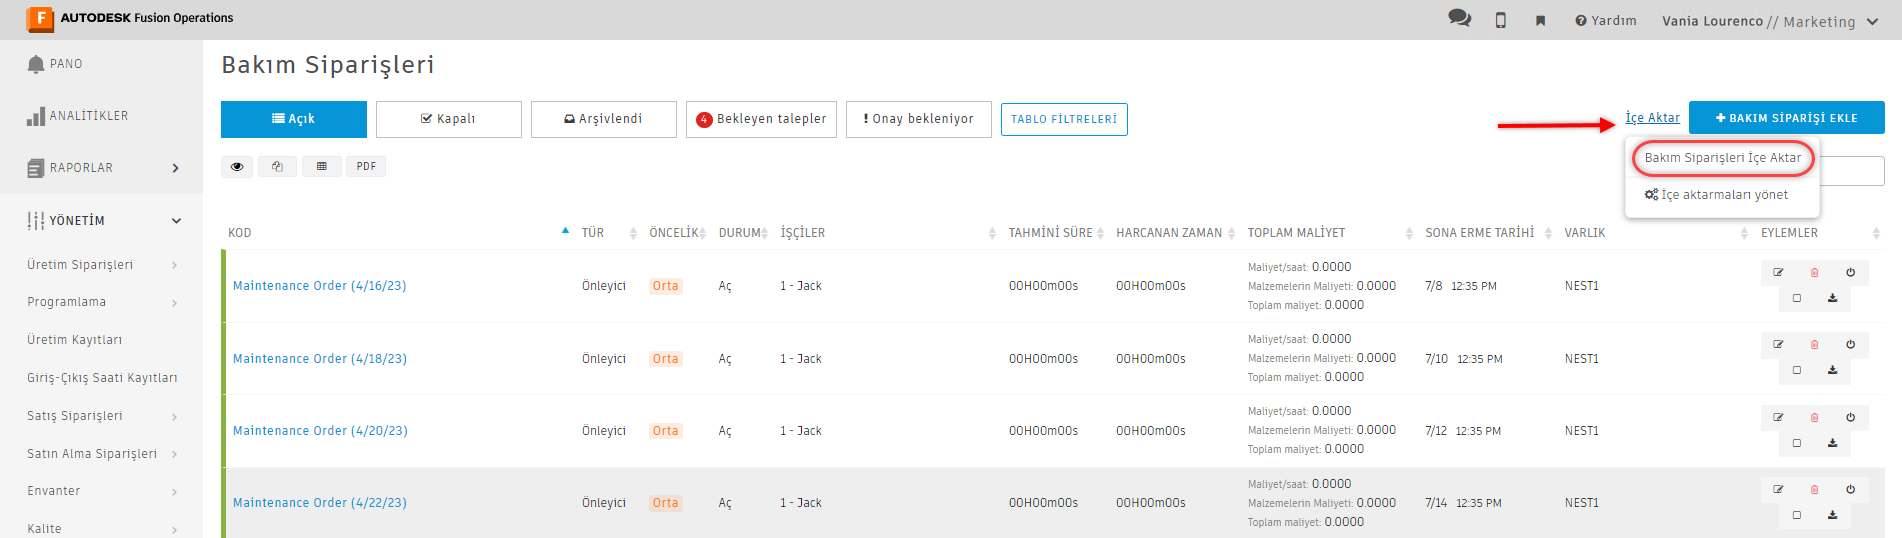 F AUTODESK Fusion Operations
Yardım
Vania Lourenco // Marketing
PANO
ANALİTİKLER
RAPORLAR
YÖNETİM
Üretim Siparişleri
Programlama
Üretim Kayıtları
Giriş-Çıkış Saati Kayıtları
Satış Siparişleri
Satın Alma Siparişleri
Envanter
Kalite
Bakım Siparişleri
Açık
Kapalı
Arşivlendi
4 Bekleyen talepler
! Onay bekleniyor
TABLO FİLTRELERİ
İçe Aktar
+ BAKIM SİPARİŞİ EKLE
Bakım Siparişleri İçe Aktar
İçe aktarmaları yönet
PDF
KOD TÜR ÖNCELİK DURUM İŞÇİLER TAHMİNİ SÜRE HARCANAN ZAMAN TOPLAM MALİYET SONA ERME TARİHİ VARLIK EYLEMLER
Maintenance Order (4/16/23) Önleyici Orta Aç 1 - Jack 00H00m00s 00H00m00s
Maliyet/saat: 0.0000
Malzemelerin Maliyeti: 0.0000
Toplam maliyet: 0.0000
7/8 12:35 PM NEST1
Maintenance Order (4/18/23) Önleyici Orta Aç 1 - Jack 00H00m00s 00H00m00s
Maliyet/saat: 0.0000
Malzemelerin Maliyeti: 0.0000
Toplam maliyet: 0.0000
7/10 12:35 PM NEST1
Maintenance Order (4/20/23) Önleyici Orta Aç 1 - Jack 00H00m00s 00H00m00s
Maliyet/saat: 0.0000
Malzemelerin Maliyeti: 0.0000
Toplam maliyet: 0.0000
7/12 12:35 PM NEST1
Maintenance Order (4/22/23) Önleyici Orta Aç 1 - Jack 00H00m00s 00H00m00s
Maliyet/saat: 0.0000
Malzemelerin Maliyeti: 0.0000
Toplam maliyet: 0.0000
7/14 12:35 PM NEST1